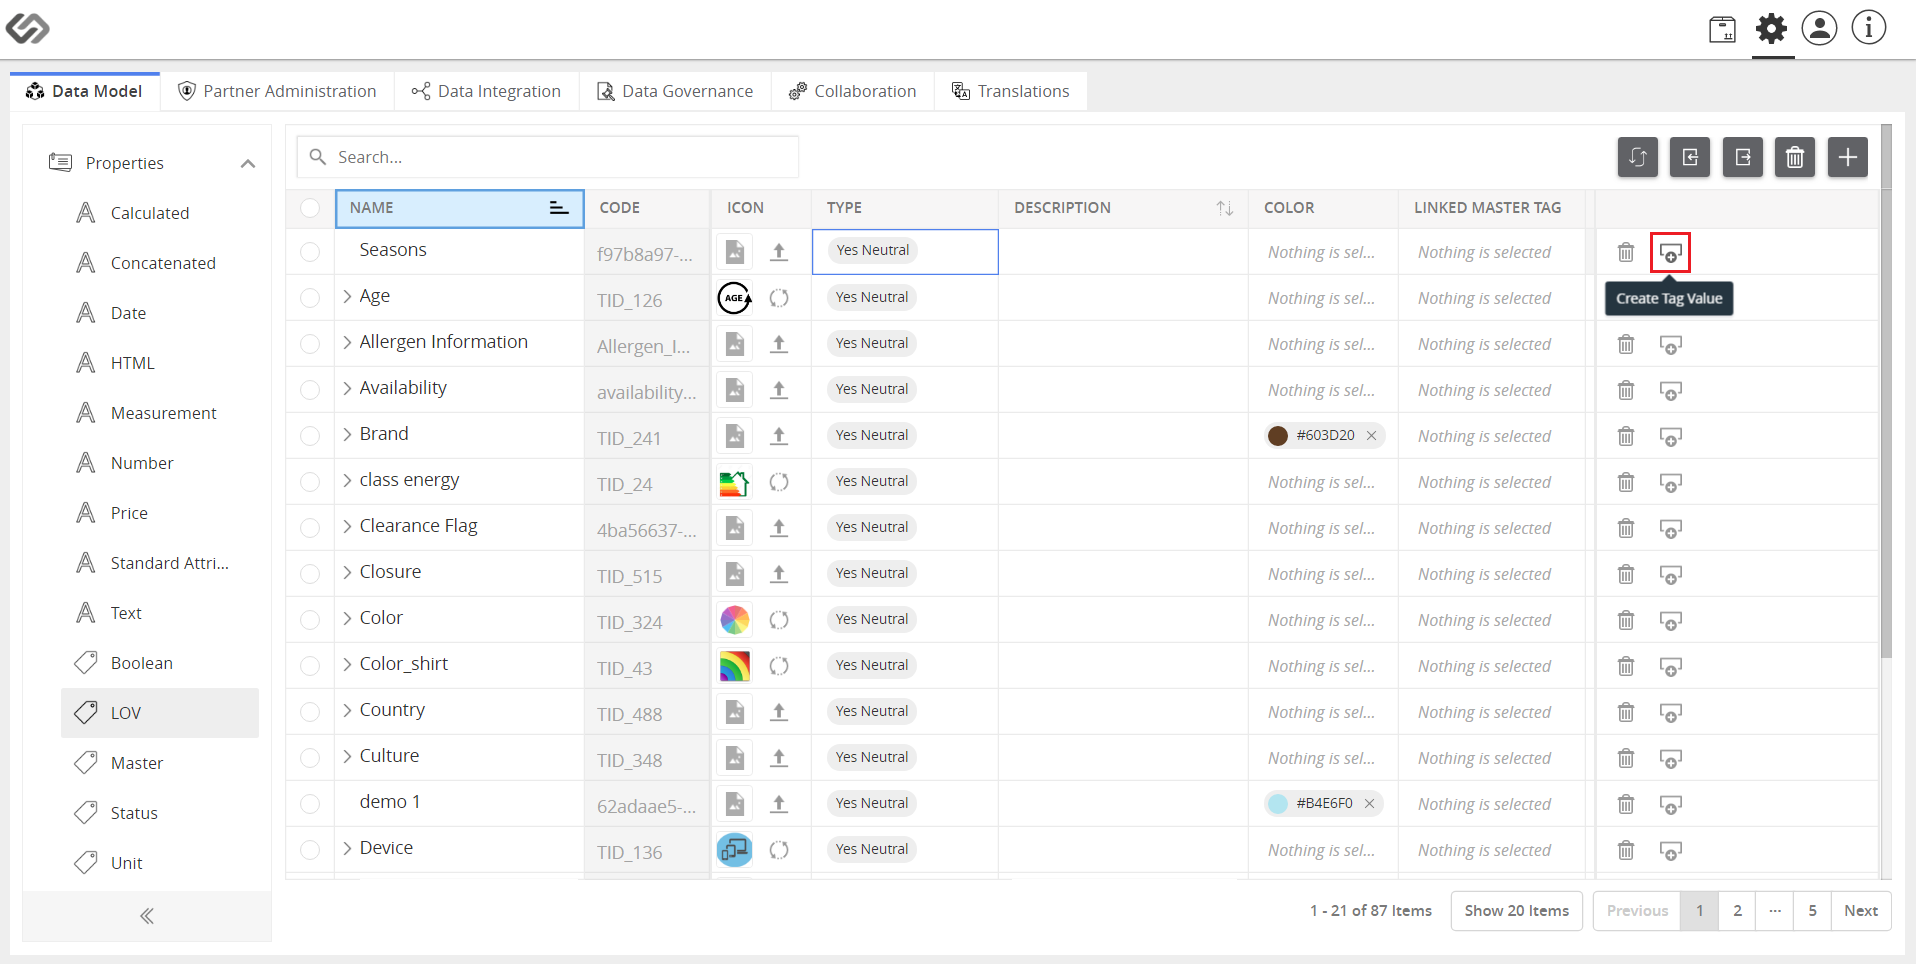 Data Model
Partner Administration
Data Integration
Data Governance
Collaboration
Translations
Properties
Calculated
Concatenated
Date
HTML
Measurement
Number
Price
Standard Attri...
Text
Boolean
LOV
Master
Status
Unit
Search...
NAME CODE ICON TYPE DESCRIPTION COLOR LINKED MASTER TAG
Seasons f97b8a97-... Yes Neutral Nothing is sel... Nothing is selected
Age TID_126 AGE Yes Neutral Nothing is sel... Nothing is selected
Create Tag Value
Allergen Information Allergen_I... Yes Neutral Nothing is sel... Nothing is selected
Availability availability... Yes Neutral Nothing is sel... Nothing is selected
Brand TID_241 Yes Neutral #603D20 Nothing is selected
class energy TID_24 Yes Neutral Nothing is sel... Nothing is selected
Clearance Flag 4ba56637-... Yes Neutral Nothing is sel... Nothing is selected
Closure TID_515 Yes Neutral Nothing is sel... Nothing is selected
Color TID_324 Yes Neutral Nothing is sel... Nothing is selected
Color_shirt TID_43 Yes Neutral Nothing is sel... Nothing is selected
Country TID_488 Yes Neutral Nothing is sel... Nothing is selected
Culture TID_348 Yes Neutral Nothing is sel... Nothing is selected
demo 1 62adaae5-... Yes Neutral #B4E6F0 Nothing is selected
Device TID_136 Yes Neutral Nothing is sel... Nothing is selected
1 - 21 of 87 Items Show 20 Items Previous 1 2 ... 5 Next